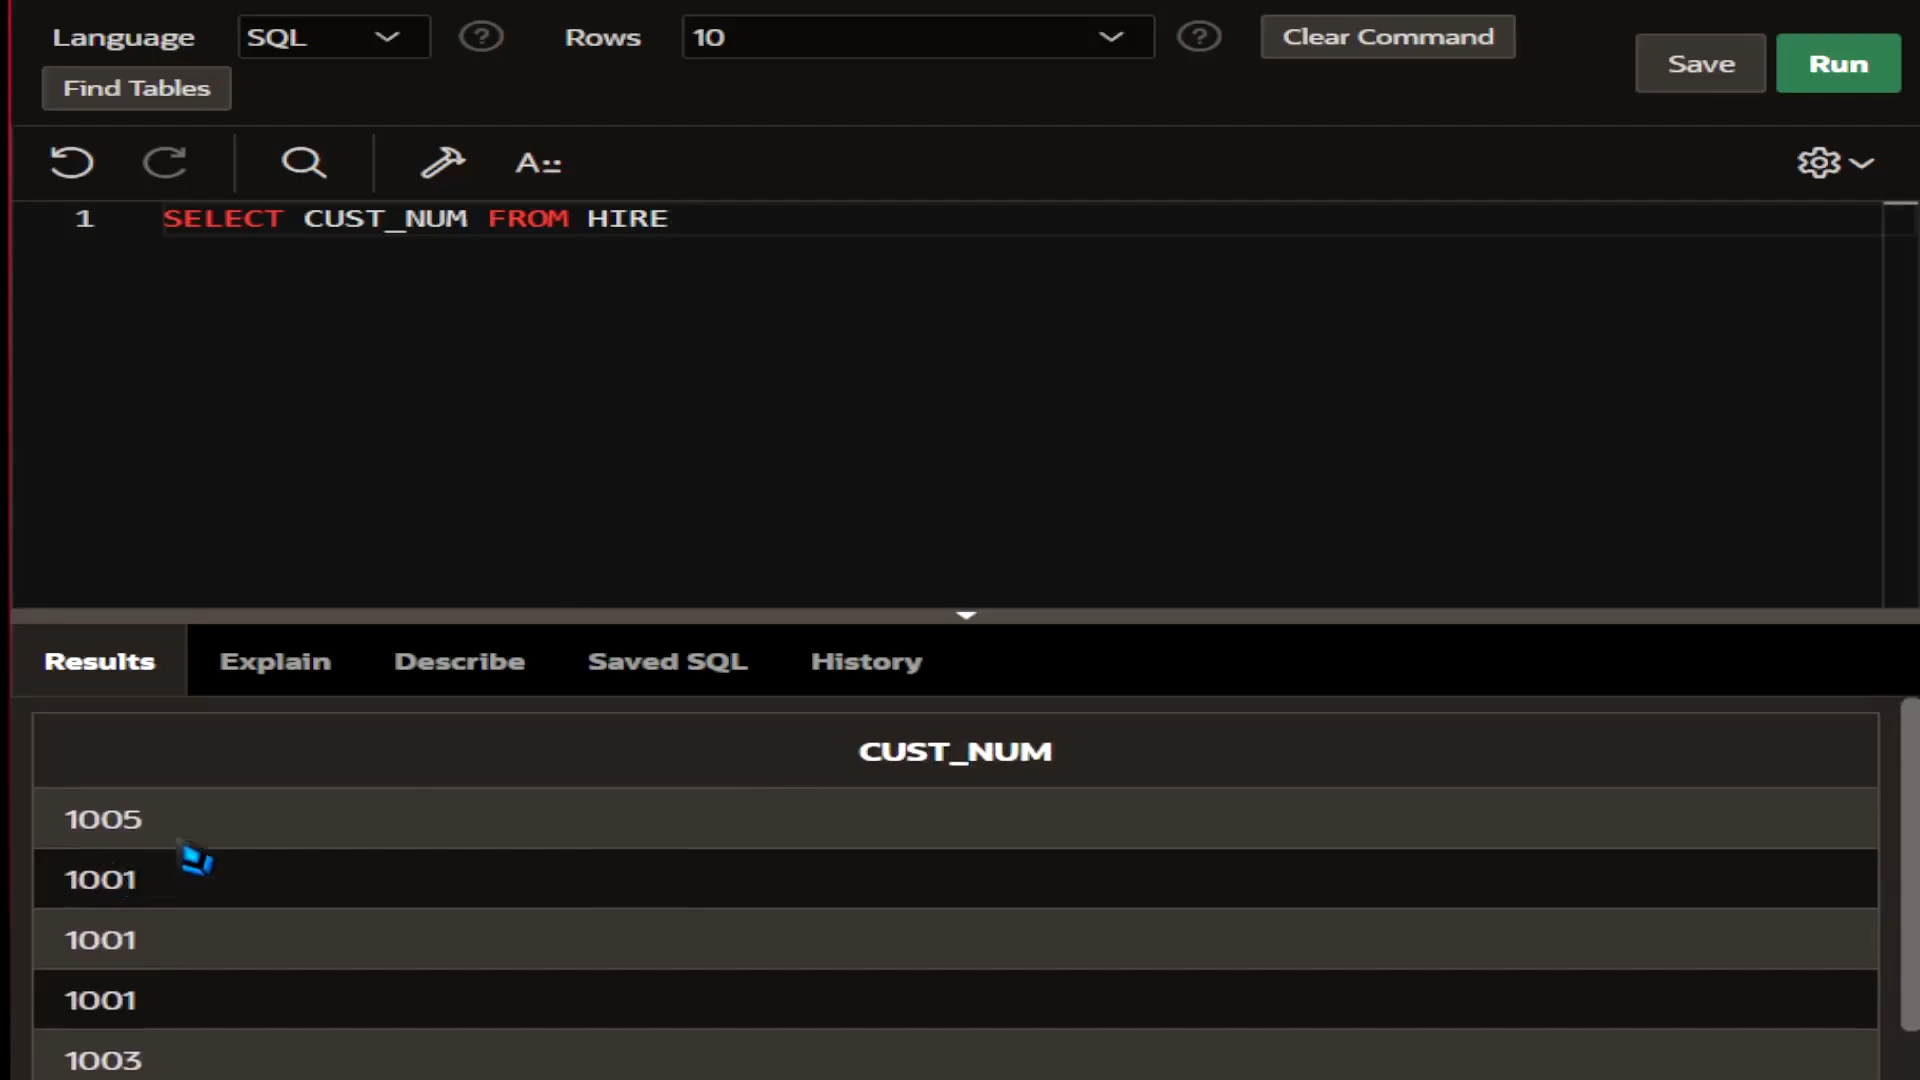 Language SQL Rows 10 Clear Command Save Run
Find Tables
A
1 SELECT CUST_NUM FROM HIRE
Results Explain Describe Saved SQL History
CUST_NUM
1005
1001
1001
1001
1003